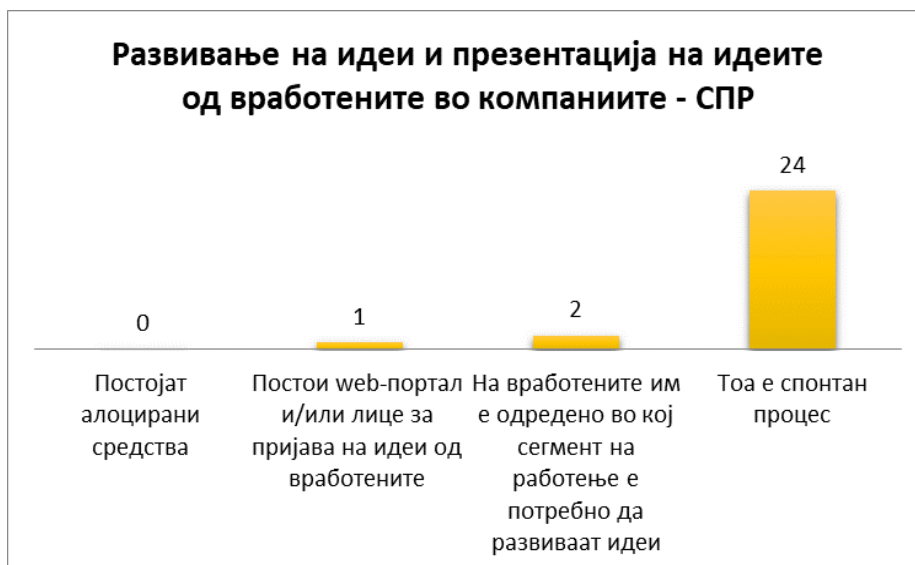 Развивање на идеи и презентација на идеите
од вработените во компаниите - СПР
0
1
2
24
Постојат
алоцирани
средства
Постои web-портал
и/или лице за
пријава на идеи од
вработените
На вработените им
е одредено во кој
сегмент на
работење е
потребно да
развиваат идеи
Тоа е спонтан
процес